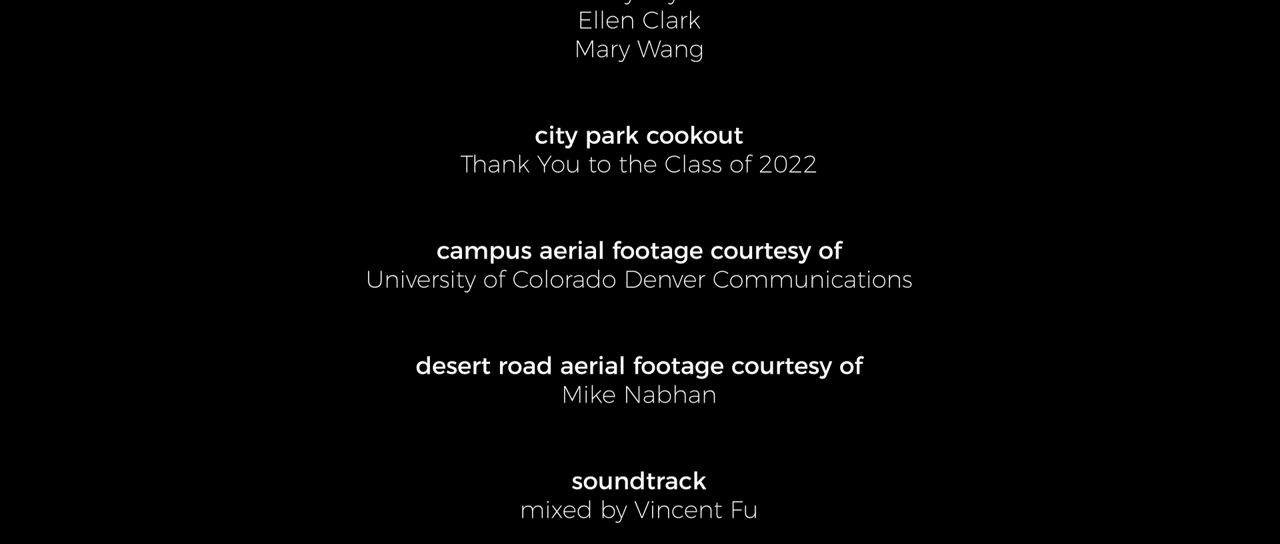 Ellen Clark
Mary Wang
city park cookout
Thank You to the Class of 2022
campus aerial footage courtesy of
University of Colorado Denver Communications
desert road aerial footage courtesy of
Mike Nabhan
soundtrack
mixed by Vincent Fu